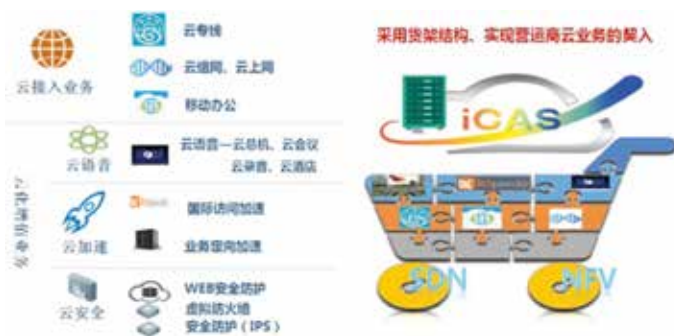 云专线
云接入业务
云组网、云上网
移动办公
云语音
云语音—云总机、云会议
云录音、云酒店
云加速
国际访问加速
业务定向加速
云安全
WEB安全防护
虚拟防火墙
安全防护（IPS）
采用货架结构、实现营运商云业务的契入
iCAS
SDN
NFV